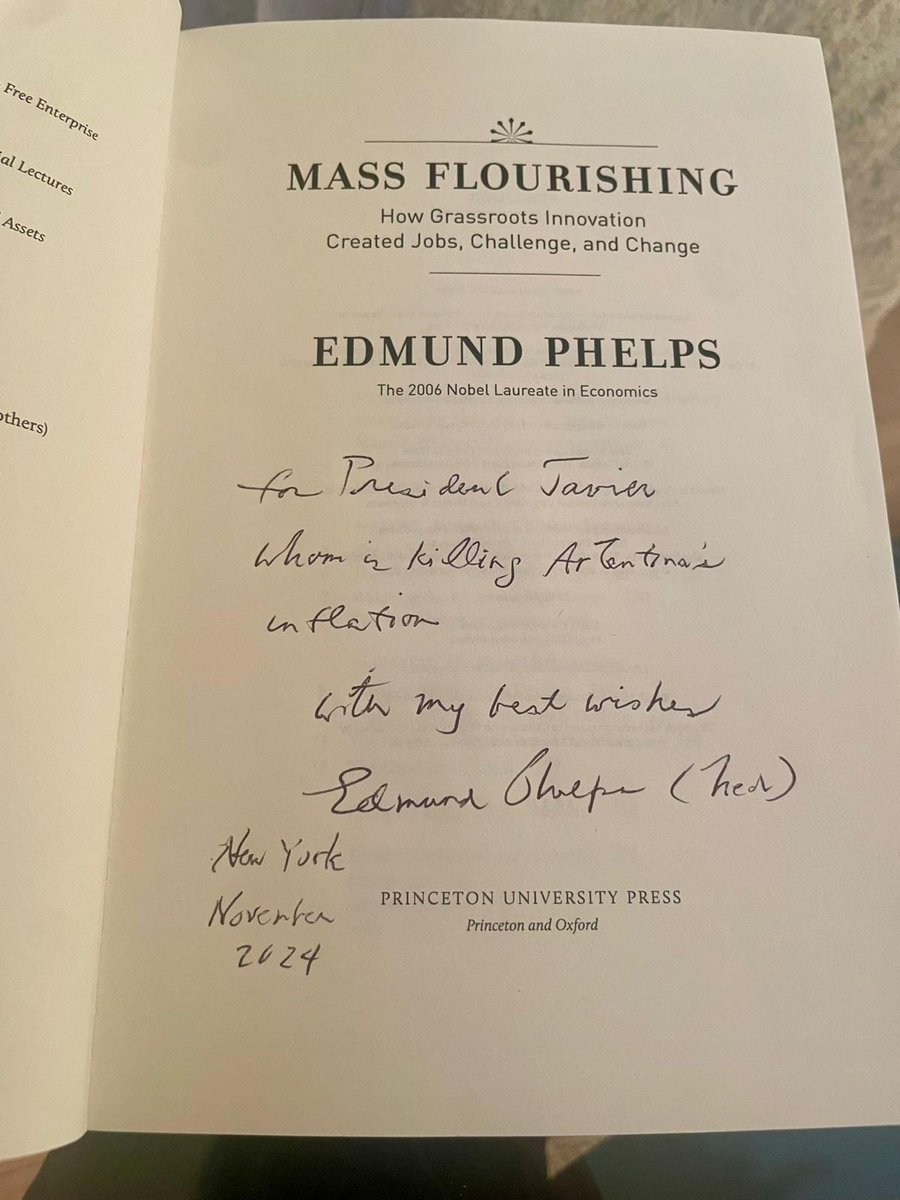 Free Enterprise
ial Lectures
Assets
others)
MASS FLOURISHING
How Grassroots Innovation
Created Jobs, Challenge, and Change
EDMUND PHELPS
The 2006 Nobel Laureate in Economics
for President Javier
whom is killing Artentina's
inflation
with my best wishes
Edmund Phelps (Ned)
New York
November
2024
PRINCETON UNIVERSITY PRESS
Princeton and Oxford